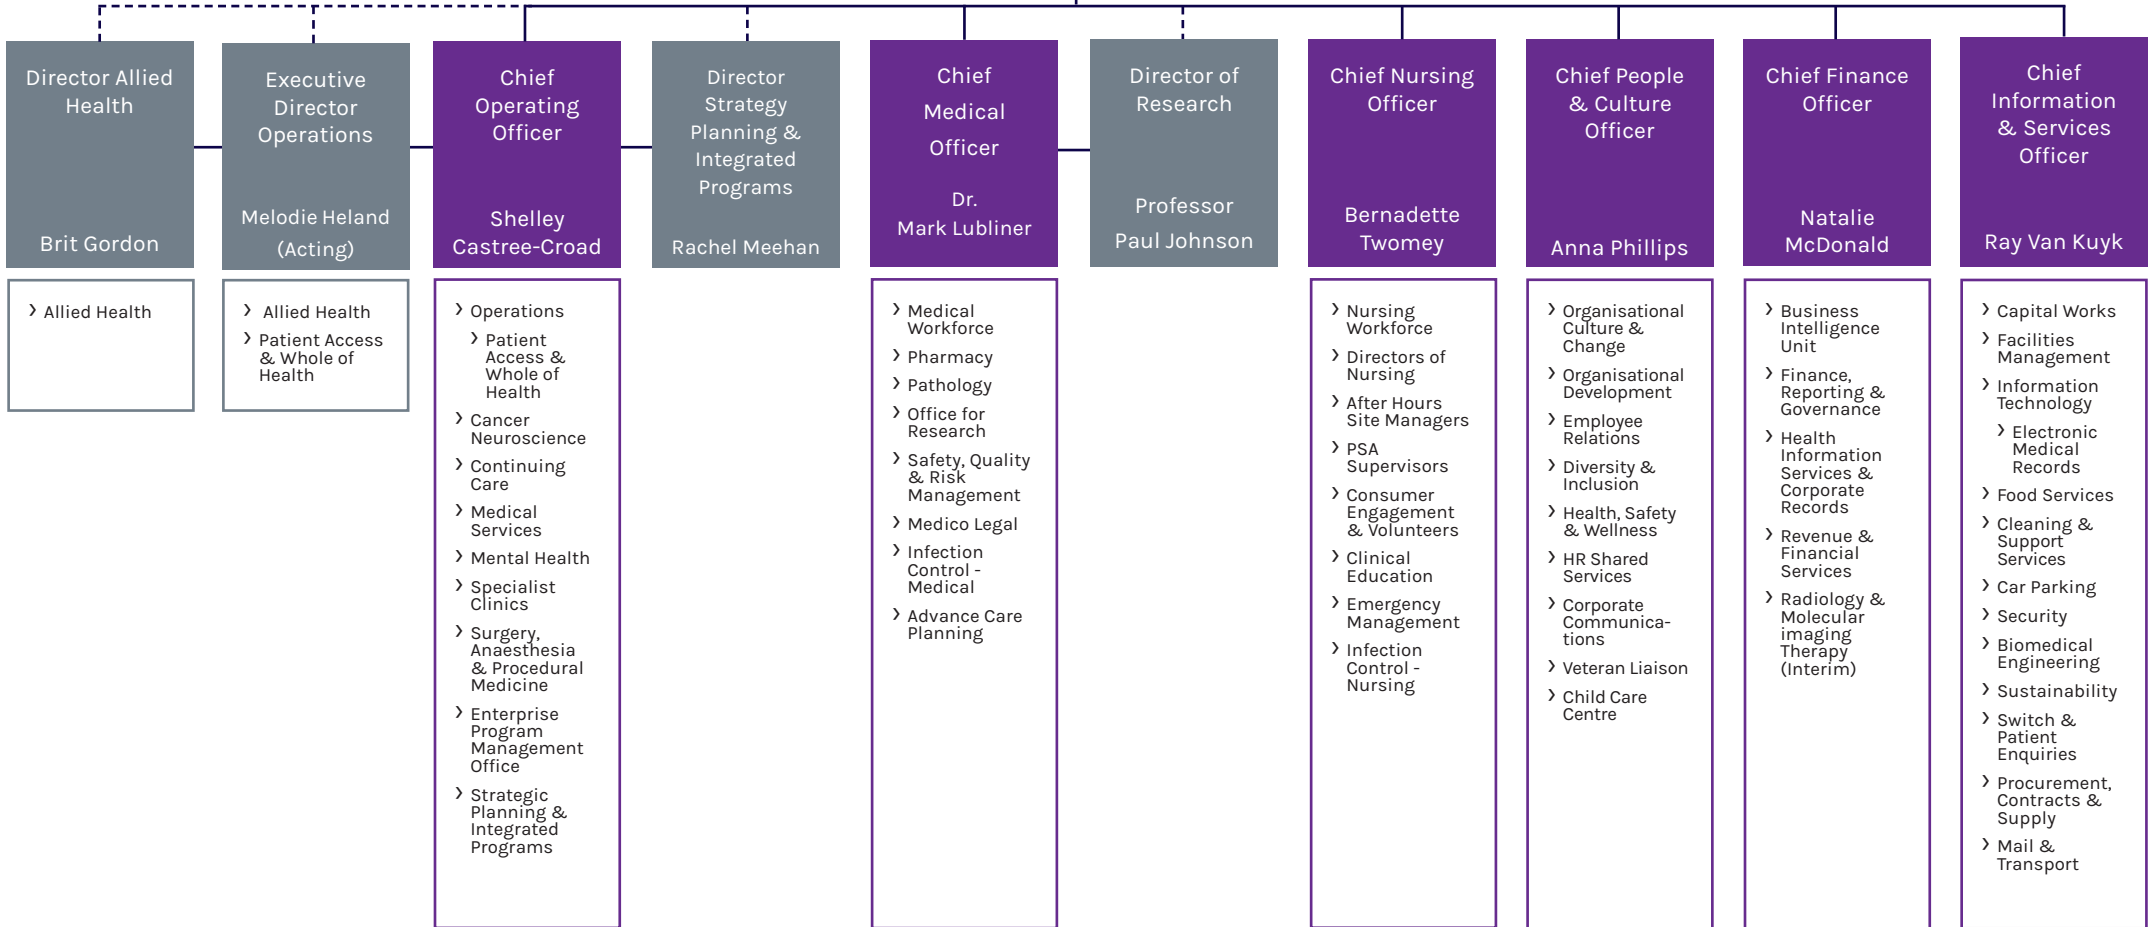 Director Allied
Health
Brit Gordon
› Allied Health
Executive
Director
Operations
Melodie Heland
(Acting)
› Allied Health
› Patient Access
& Whole of
Health
Chief
Operating
Officer
Shelley
Castree-Croad
› Operations
› Patient
Access &
Whole of
Health
› Cancer
Neuroscience
› Continuing
Care
› Medical
Services
› Mental Health
› Specialist
Clinics
› Surgery,
Anaesthesia
& Procedural
Medicine
› Enterprise
Program
Management
Office
› Strategic
Planning &
Integrated
Programs
Director
Strategy
Planning &
Integrated
Programs
Rachel Meehan
Chief
Medical
Officer
Dr.
Mark Lubliner
› Medical
Workforce
› Pharmacy
› Pathology
› Office for
Research
› Safety, Quality
& Risk
Management
› Medico Legal
› Infection
Control -
Medical
› Advance Care
Planning
Director of
Research
Professor
Paul Johnson
Chief Nursing
Officer
Bernadette
Twomey
› Nursing
Workforce
› Directors of
Nursing
› After Hours
Site Managers
› PSA
Supervisors
› Consumer
Engagement
& Volunteers
› Clinical
Education
› Emergency
Management
› Infection
Control -
Nursing
Chief People
& Culture
Officer
Anna Phillips
› Organisational
Culture &
Change
› Organisational
Development
› Employee
Relations
› Diversity &
Inclusion
› Health, Safety
& Wellness
› HR Shared
Services
› Corporate
Communica-
tions
› Veteran Liaison
› Child Care
Centre
Chief Finance
Officer
Natalie
McDonald
› Business
Intelligence
Unit
› Finance,
Reporting &
Governance
› Health
Information
Services &
Corporate
Records
› Revenue &
Financial
Services
› Radiology &
Molecular
imaging
Therapy
(Interim)
Chief
Information
& Services
Officer
Ray Van Kuyk
› Capital Works
› Facilities
Management
› Information
Technology
› Electronic
Medical
Records
› Food Services
› Cleaning &
Support
Services
› Car Parking
› Security
› Biomedical
Engineering
› Sustainability
› Switch &
Patient
Enquiries
› Procurement,
Contracts &
Supply
› Mail &
Transport